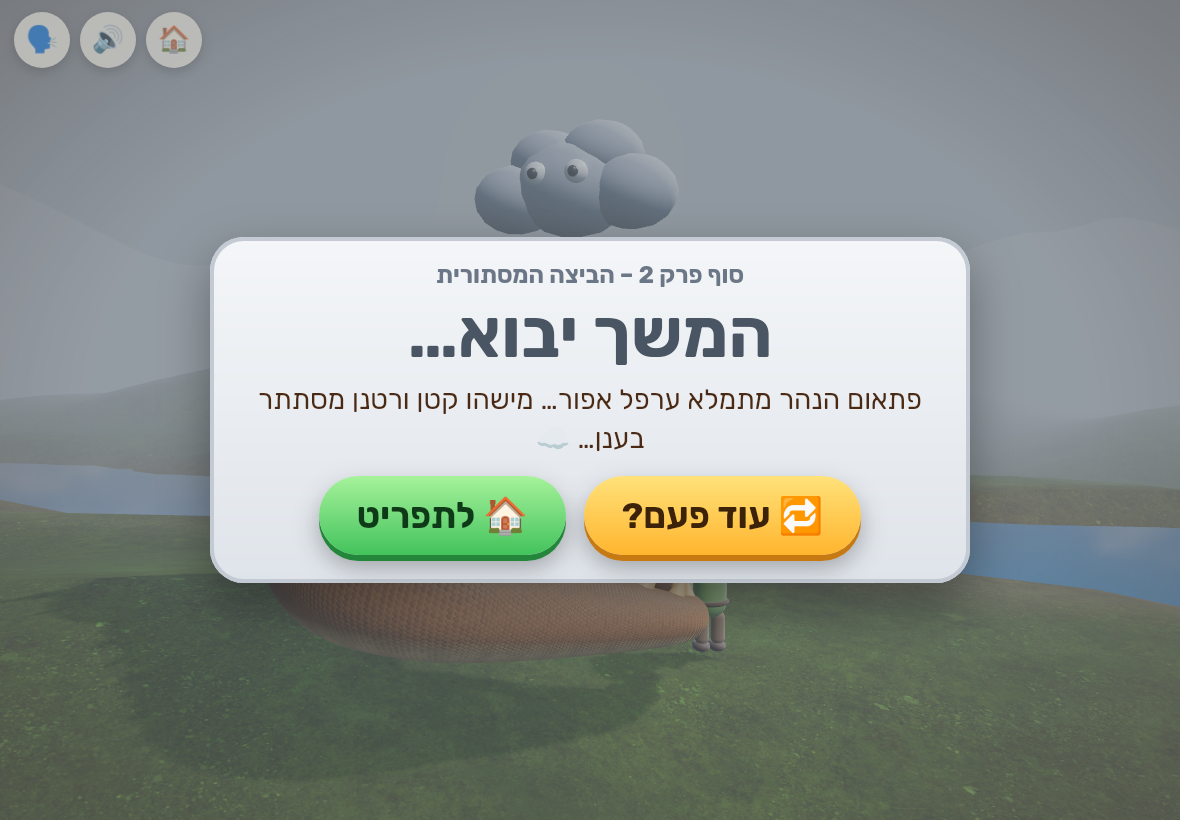 סוף פרק 2 – הביצה המסתורית
המשך יבוא...
פתאום הנהר מתמלא ערפל אפור... מישהו קטן ורטנן מסתתר
בענן... ☁️
🔁 עוד פעם?
🏠 לתפריט